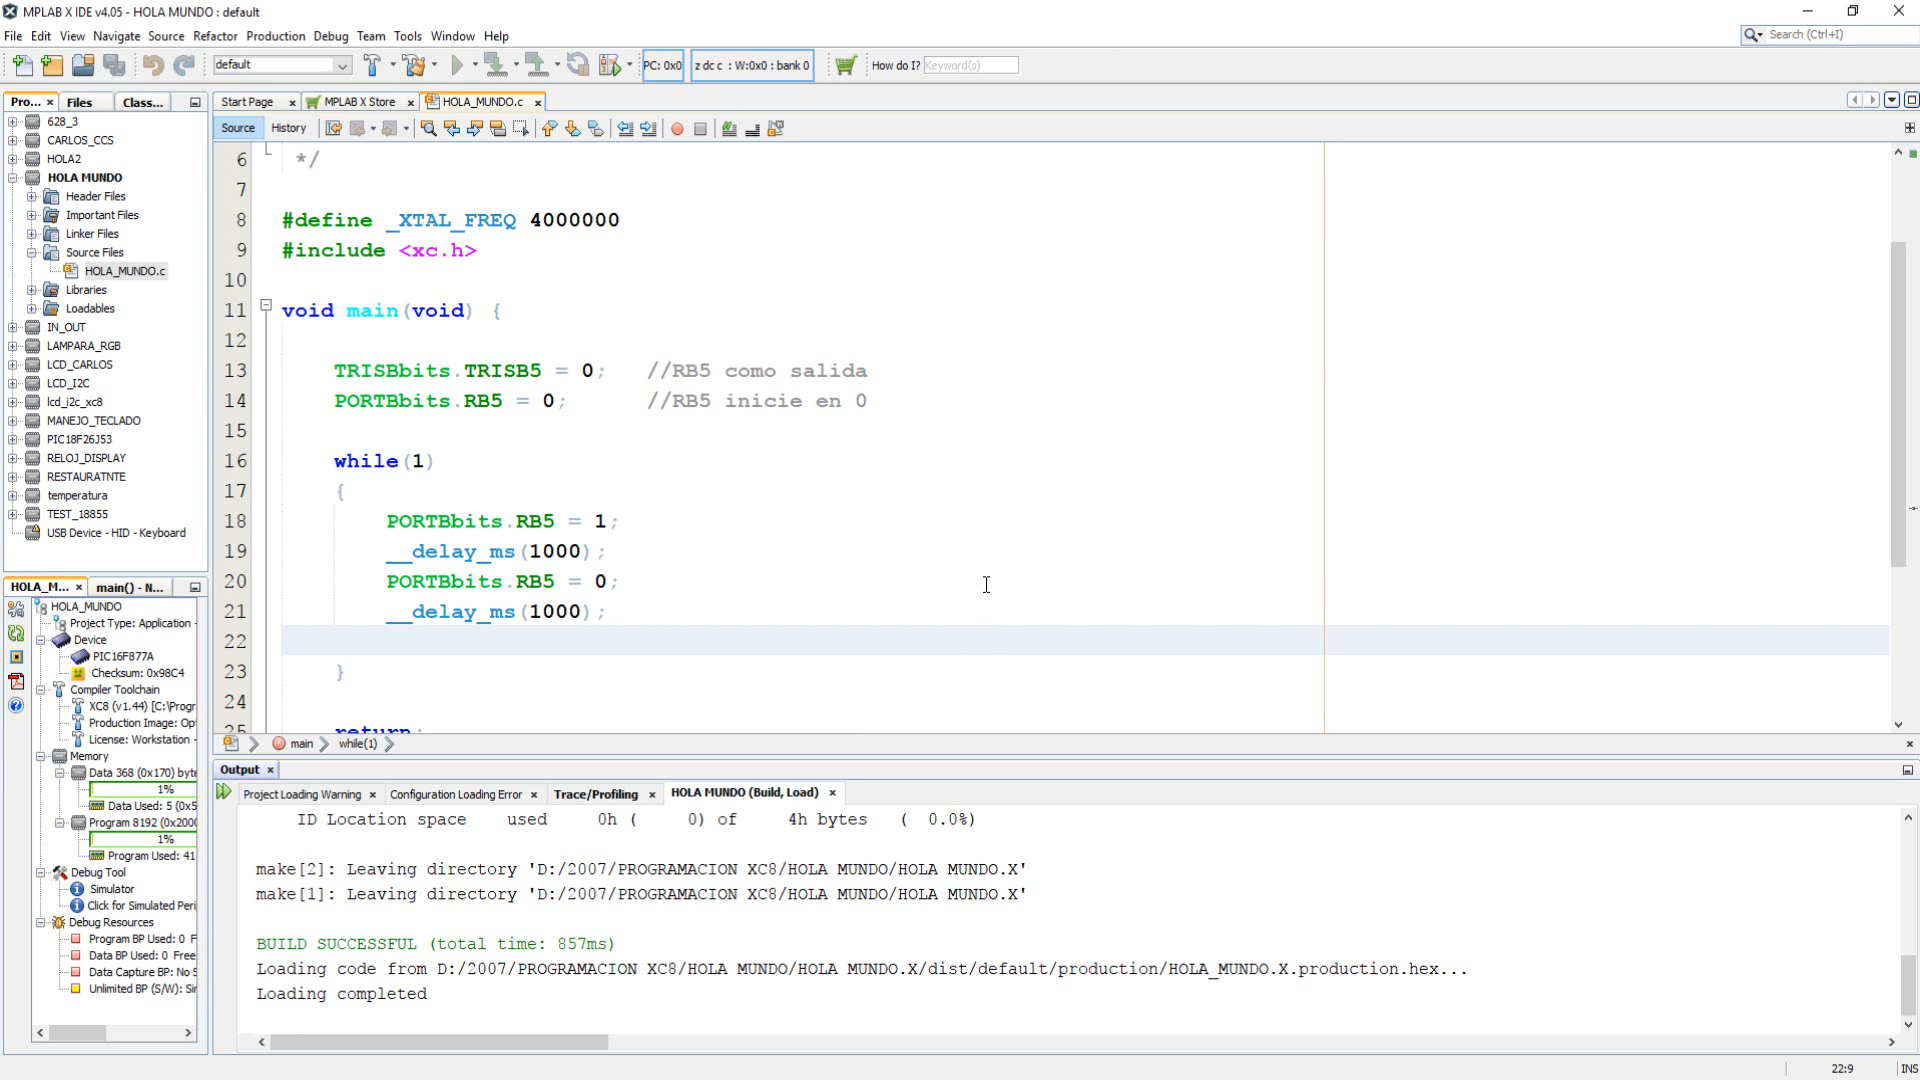 MPLAB X IDE v4.05 - HOLA MUNDO : default
File Edit View Navigate Source Refactor Production Debug Team Tools Window Help
Search (Ctrl+I)
default
PC: 0x0
z dc c : W:0x0 : bank 0
How do I? Keyword(s)
Pro... × Files Class...
Start Page × MPLAB X Store × HOLA_MUNDO.c ×
Source History
628_3
CARLOS_CCS
HOLA2
HOLA MUNDO
Header Files
Important Files
Linker Files
Source Files
HOLA_MUNDO.c
Libraries
Loadables
IN_OUT
LAMPARA_RGB
LCD_CARLOS
LCD_I2C
lcd_i2c_xc8
MANEJO_TECLADO
PIC18F26J53
RELOJ_DISPLAY
RESTAURATNTE
temperatura
TEST_18855
USB Device - HID - Keyboard
6 */
7
8 #define _XTAL_FREQ 4000000
9 #include <xc.h>
10
11 void main(void) {
12
13 TRISBbits.TRISB5 = 0; //RB5 como salida
14 PORTBbits.RB5 = 0; //RB5 inicie en 0
15
16 while(1)
17 {
18 PORTBbits.RB5 = 1;
19 __delay_ms(1000);
20 PORTBbits.RB5 = 0;
21 __delay_ms(1000);
22
23 }
24
25 return;
main while(1)
HOLA_M... × main() - N...
HOLA_MUNDO
Project Type: Application -
Device
PIC16F877A
Checksum: 0x98C4
Compiler Toolchain
XC8 (v1.44) [C:\Progr
Production Image: Op
License: Workstation -
Memory
Data 368 (0x170) byte
1%
Data Used: 5 (0x5
Program 8192 (0x2000
1%
Program Used: 41
Debug Tool
Simulator
Click for Simulated Peri
Debug Resources
Program BP Used: 0 F
Data BP Used: 0 Free
Data Capture BP: No S
Unlimited BP (S/W): Sir
Output ×
Project Loading Warning × Configuration Loading Error × Trace/Profiling × HOLA MUNDO (Build, Load) ×
ID Location space used 0h ( 0) of 4h bytes ( 0.0%)
make[2]: Leaving directory 'D:/2007/PROGRAMACION XC8/HOLA MUNDO/HOLA MUNDO.X'
make[1]: Leaving directory 'D:/2007/PROGRAMACION XC8/HOLA MUNDO/HOLA MUNDO.X'
BUILD SUCCESSFUL (total time: 857ms)
Loading code from D:/2007/PROGRAMACION XC8/HOLA MUNDO/HOLA MUNDO.X/dist/default/production/HOLA_MUNDO.X.production.hex...
Loading completed
22:9 INS